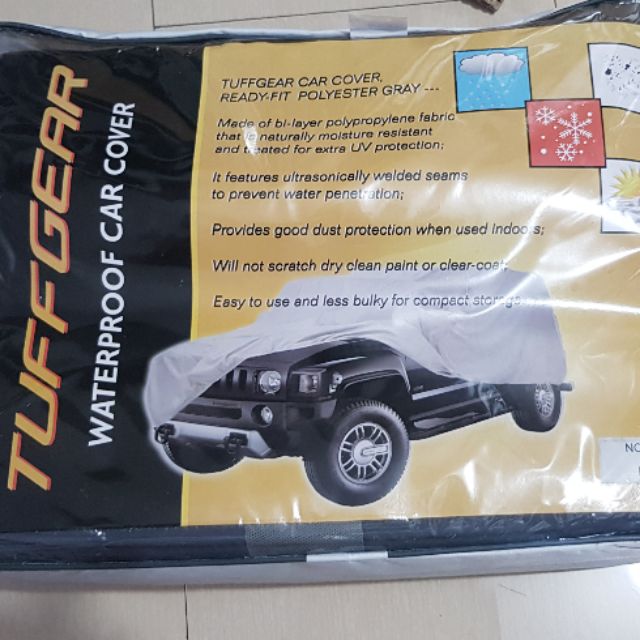 TUFFGEAR
WATERPROOF CAR COVER
TUFFGEAR CAR COVER,
READY-FIT POLYESTER GRAY ---
Made of bi-layer polypropylene fabric
that is naturally moisture resistant
and treated for extra UV protection;
It features ultrasonically welded seams
to prevent water penetration;
Provides good dust protection when used indoors;
Will not scratch dry clean paint or clear-coat;
Easy to use and less bulky for compact storage
NO